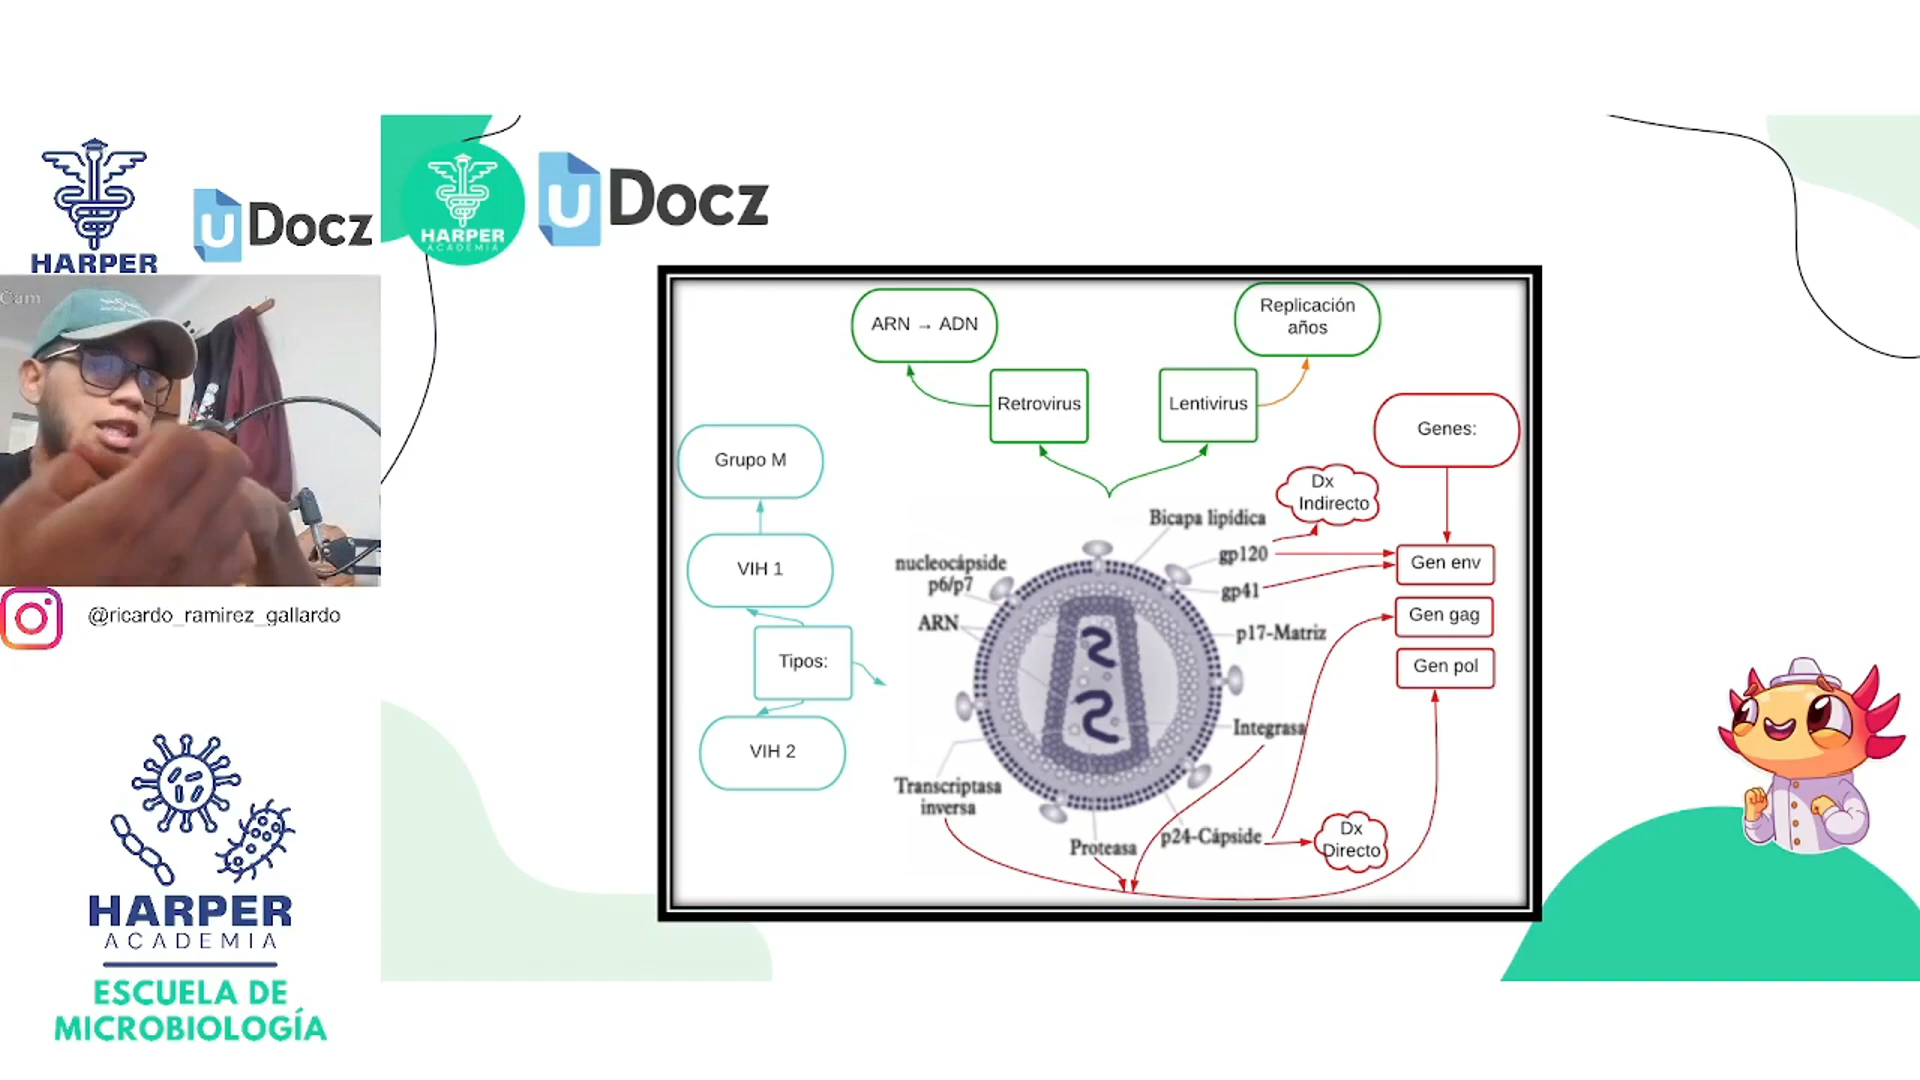 HARPER
U Docz
HARPER
ACADEMIA
U Docz
Cam
@ricardo_ramirez_gallardo
HARPER
ACADEMIA
ESCUELA DE
MICROBIOLOGÍA
ARN → ADN
Replicación
años
Retrovirus
Lentivirus
Genes:
Grupo M
Dx
Indirecto
Bicapa lipídica
gp120
Gen env
VIH 1
nucleocápside
p6/p7
gp41
ARN
p17-Matriz
Gen gag
Tipos:
Gen pol
Integrasa
VIH 2
Transcriptasa
inversa
Proteasa
p24-Cápside
Dx
Directo